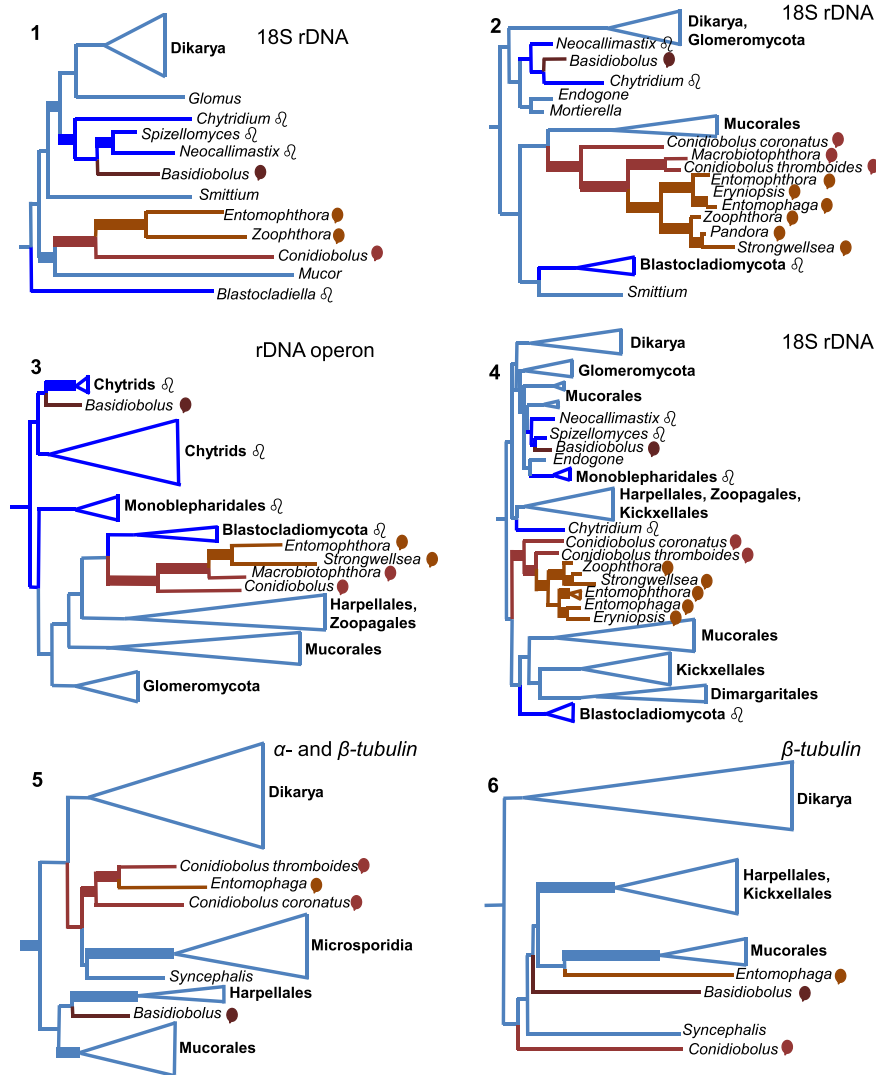 1
18S rDNA
Dikarya
Glomus
Chytridium ♌
Spizellomyces ♌
Neocallimastix ♌
Basidiobolus
Smittium
Entomophthora
Zoophthora
Conidiobolus
Mucor
Blastocladiella ♌
2
18S rDNA
Dikarya,
Glomeromycota
Neocallimastix ♌
Basidiobolus
Chytridium ♌
Endogone
Mortierella
Mucorales
Conidiobolus coronatus
Macrobiotophthora
Conidiobolus thromboides
Entomophthora
Eryniopsis
Entomophaga
Zoophthora
Pandora
Strongwellsea
Blastocladiomycota ♌
Smittium
3
rDNA operon
Chytrids ♌
Basidiobolus
Chytrids ♌
Monoblepharidales ♌
Blastocladiomycota ♌
Entomophthora
Strongwellsea
Macrobiotophthora
Conidiobolus
Harpellales,
Zoopagales
Mucorales
Glomeromycota
4
18S rDNA
Dikarya
Glomeromycota
Mucorales
Neocallimastix ♌
Spizellomyces ♌
Basidiobolus
Endogone
Monoblepharidales ♌
Harpellales, Zoopagales,
Kickxellales
Chytridium ♌
Conidiobolus coronatus
Conidiobolus thromboides
Zoophthora
Strongwellsea
Entomophthora
Entomophaga
Eryniopsis
Mucorales
Kickxellales
Dimargaritales
Blastocladiomycota ♌
5
α- and β-tubulin
Dikarya
Conidiobolus thromboides
Entomophaga
Conidiobolus coronatus
Microsporidia
Syncephalis
Harpellales
Basidiobolus
Mucorales
6
β-tubulin
Dikarya
Harpellales,
Kickxellales
Mucorales
Entomophaga
Basidiobolus
Syncephalis
Conidiobolus